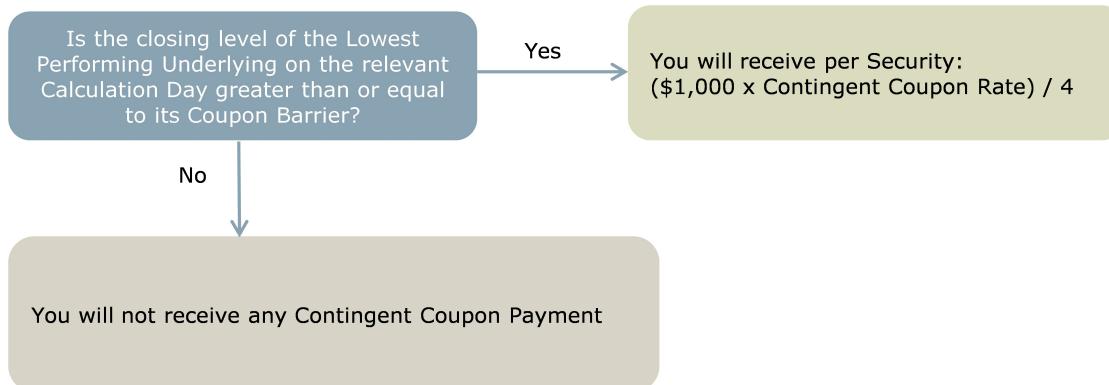 Is the closing level of the Lowest
Performing Underlying on the relevant
Calculation Day greater than or equal
to its Coupon Barrier?
Yes
You will receive per Security:
($1,000 x Contingent Coupon Rate) / 4
No
You will not receive any Contingent Coupon Payment